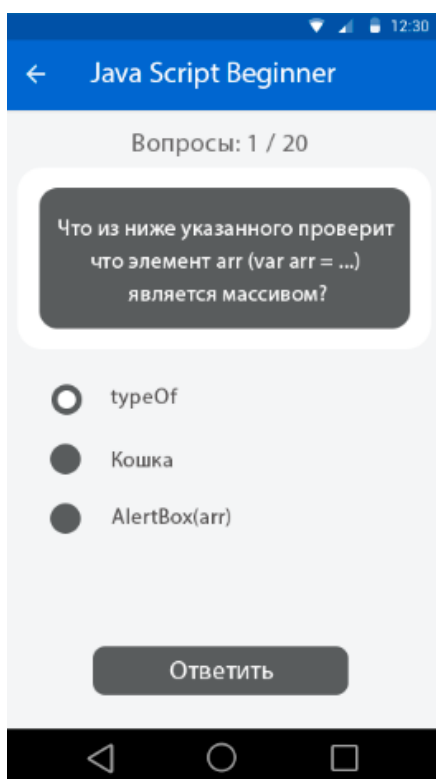 12:30
Java Script Beginner
Вопросы: 1 / 20
Что из ниже указанного проверит
что элемент arr (var arr = ...)
является массивом?
typeOf
Кошка
AlertBox(arr)
Ответить